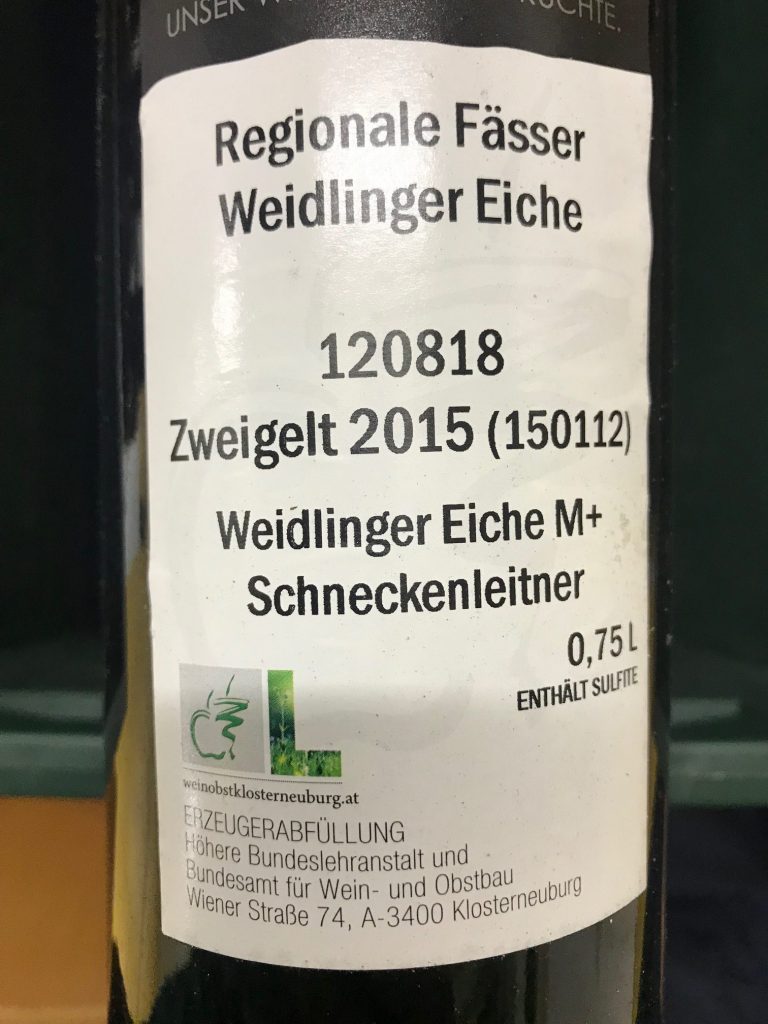 UNSER
Regionale Fässer
Weidlinger Eiche
120818
Zweigelt 2015 (150112)
Weidlinger Eiche M+
Schneckenleitner
0,75 L
ENTHÄLT SULFITE
L
weinobstklosterneuburg.at
ERZEUGERABFÜLLUNG
Höhere Bundeslehranstalt und
Bundesamt für Wein- und Obstbau
Wiener Straße 74, A-3400 Klosterneuburg